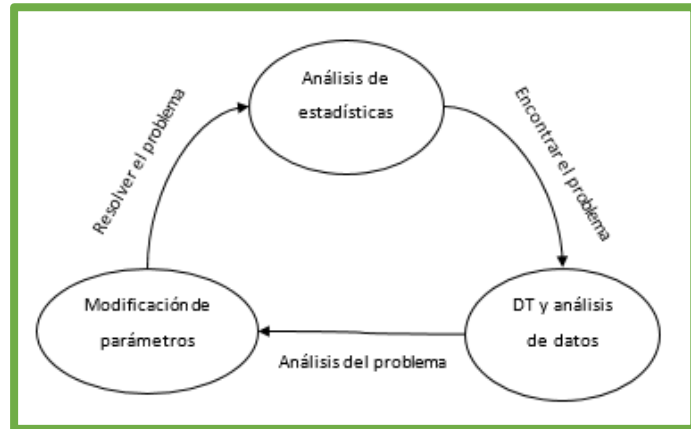 Análisis de
estadísticas
Encontrar el problema
DT y análisis
de datos
Análisis del problema
Modificación de
parámetros
Resolver el problema